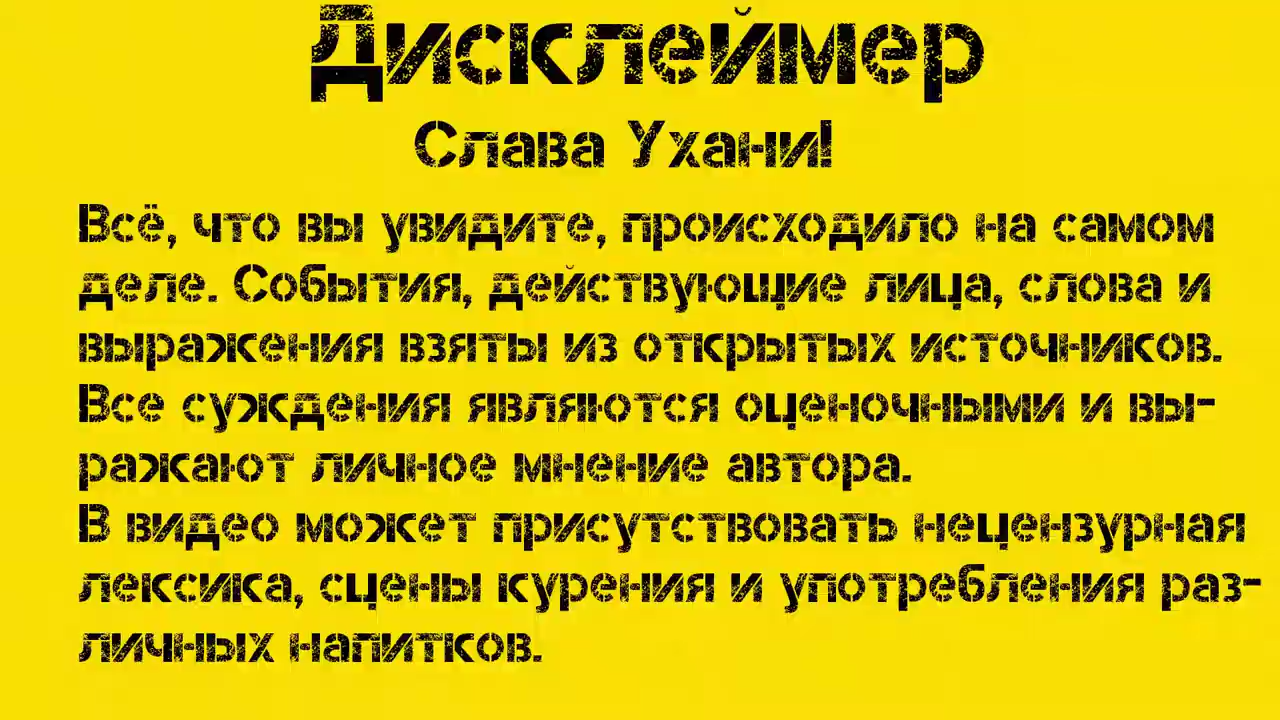 Дисклеймер
Слава Ухани!
Всё, что вы увидите, происходило на самом
деле. События, действующие лица, слова и
выражения взяты из открытых источников.
Все суждения являются оценочными и вы-
ражают личное мнение автора.
В видео может присутствовать нецензурная
лексика, сцены курения и употребления раз-
личных напитков.